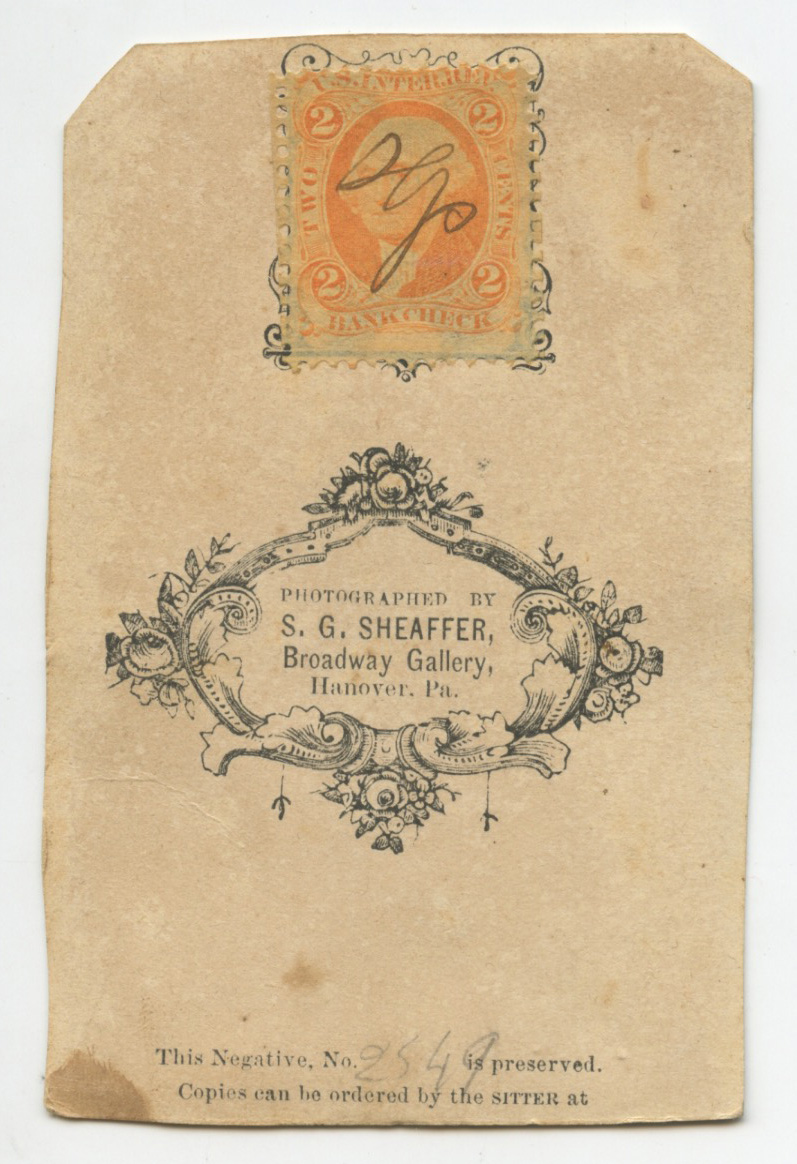 U.S. INTER. REV.
2 2
TWO CENTS
2 2
BANK CHECK
PHOTOGRAPHED BY
S. G. SHEAFFER,
Broadway Gallery,
Hanover, Pa.
This Negative, No. 2549 is preserved.
Copies can be ordered by the SITTER at